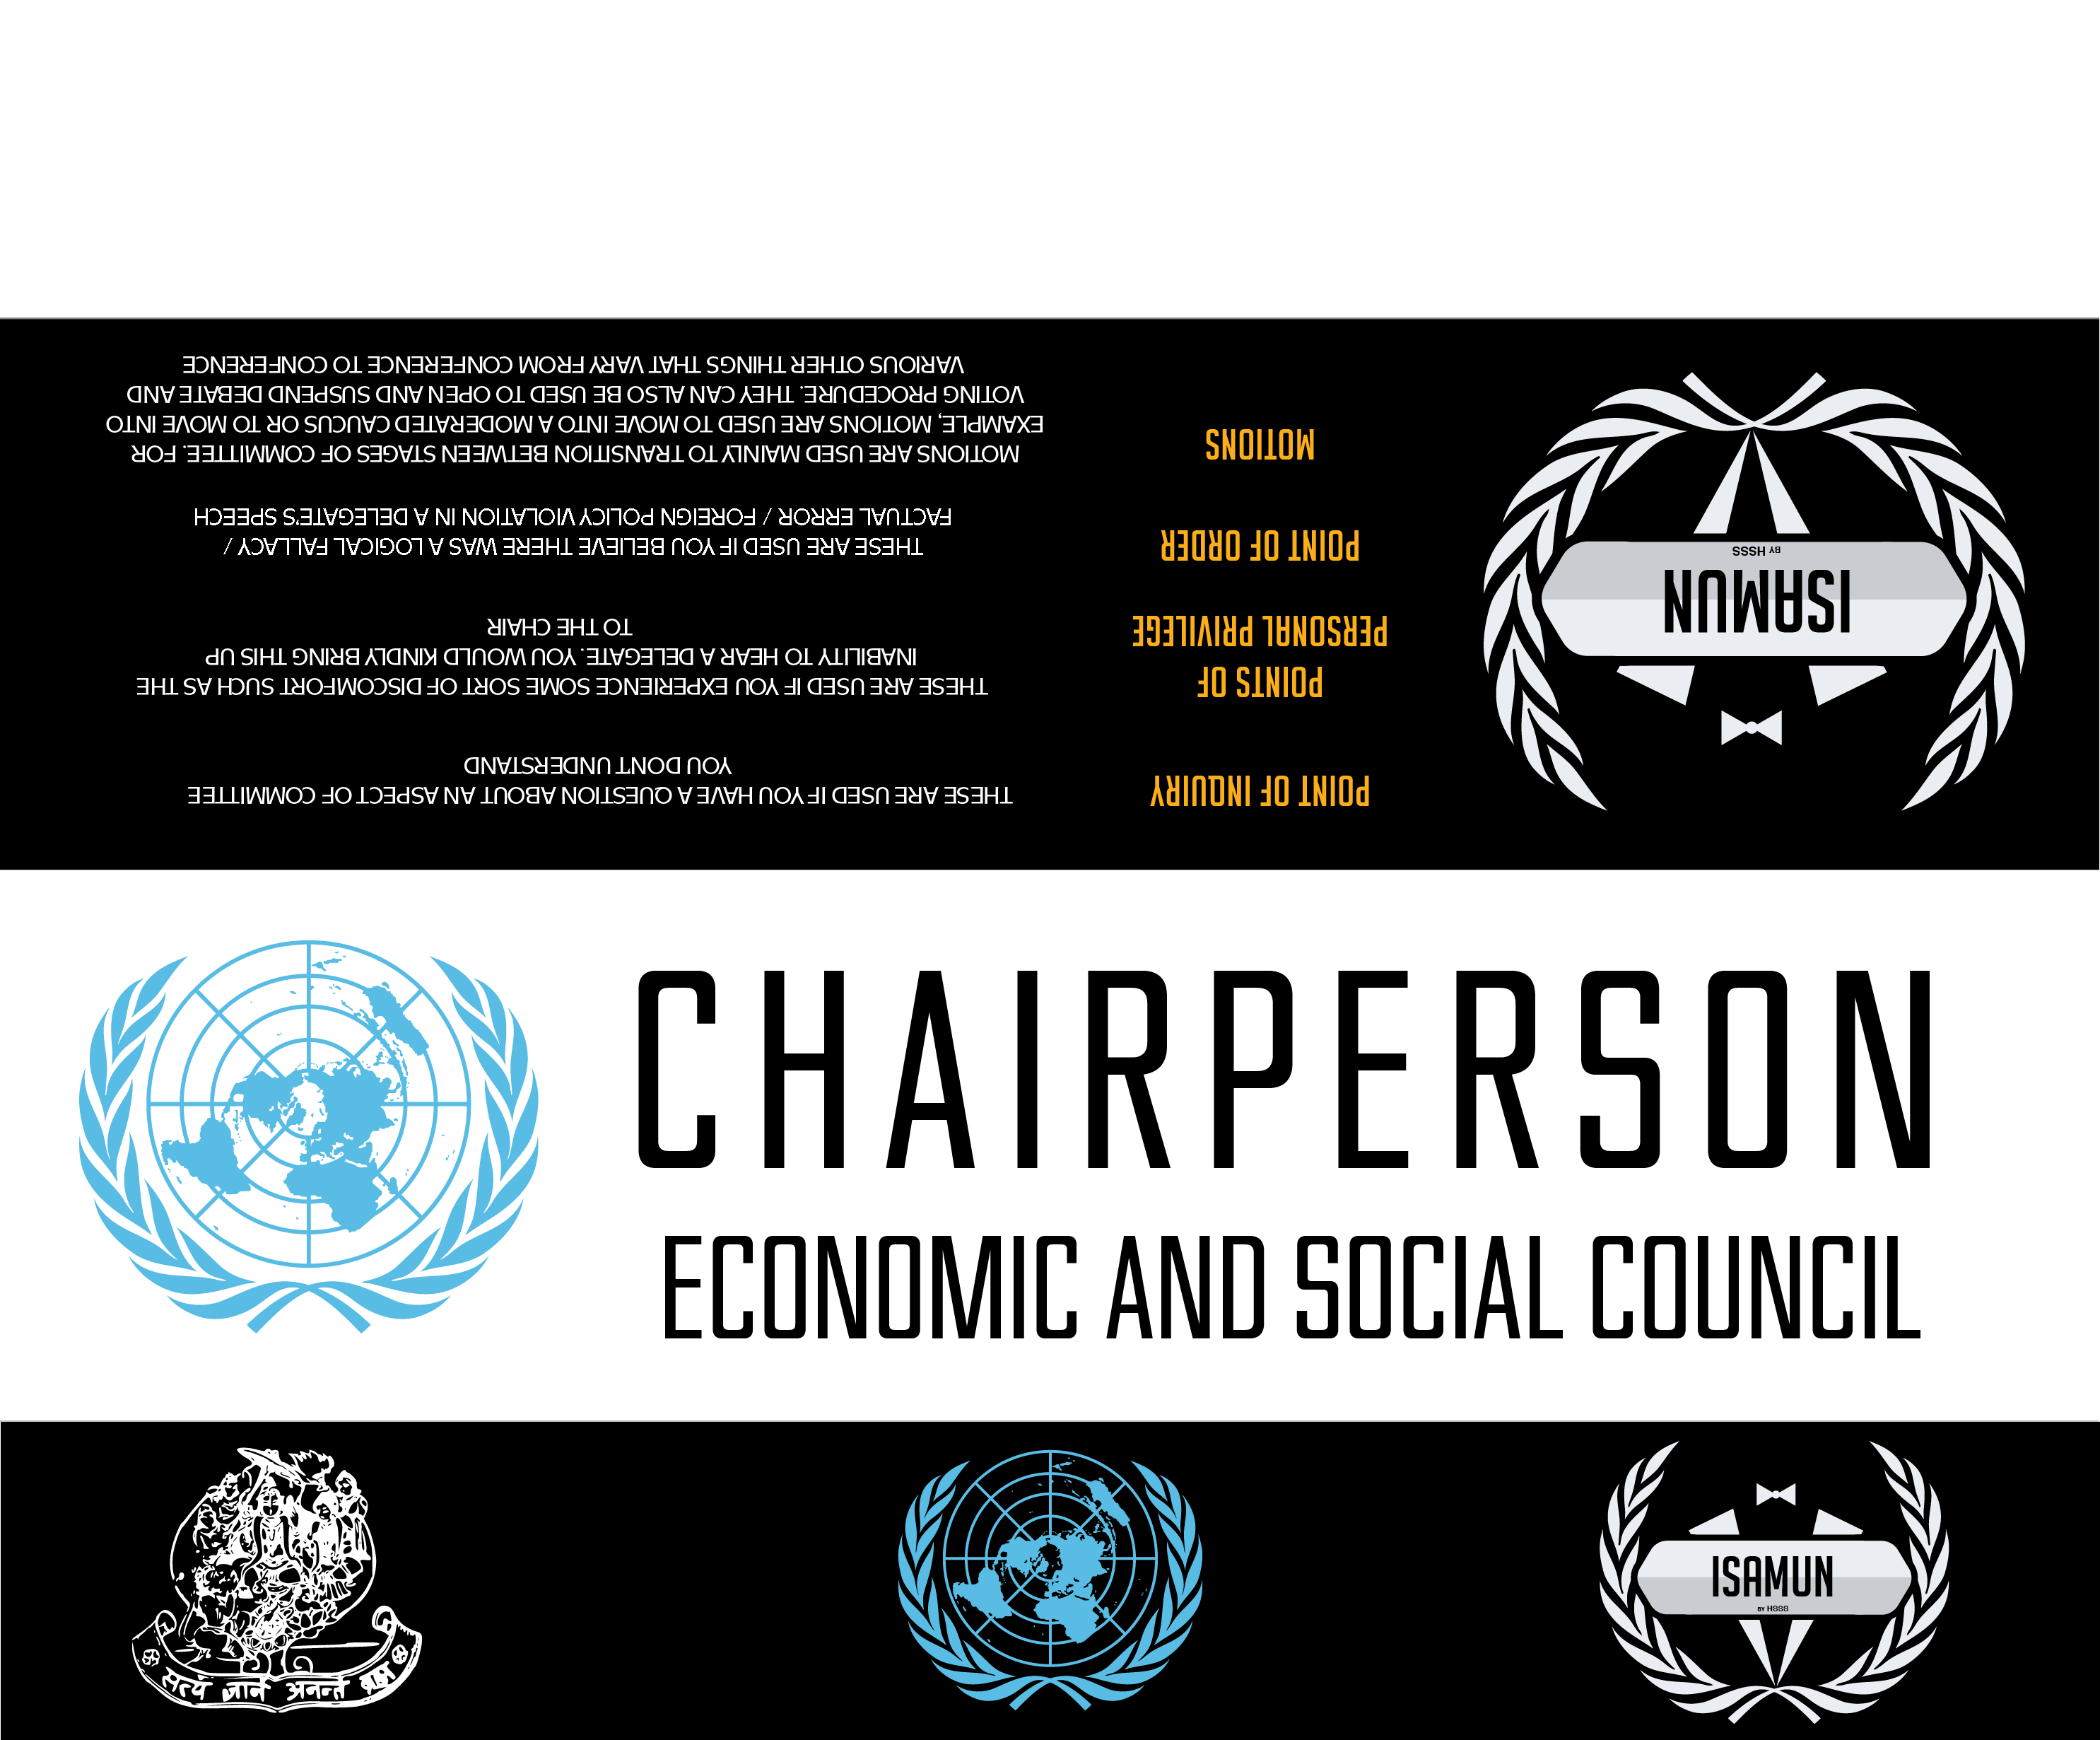 ISAMUN
BY HSSS
POINT OF INQUIRY
THESE ARE USED IF YOU HAVE A QUESTION ABOUT AN ASPECT OF COMMITTEE
YOU DON'T UNDERSTAND
POINTS OF
PERSONAL PRIVILEGE
THESE ARE USED IF YOU EXPERIENCE SOME SORT OF DISCOMFORT SUCH AS THE
INABILITY TO HEAR A DELEGATE. YOU WOULD KINDLY BRING THIS UP
TO THE CHAIR
POINT OF ORDER
THESE ARE USED IF YOU BELIEVE THERE WAS A LOGICAL FALLACY /
FACTUAL ERROR / FOREIGN POLICY VIOLATION IN A DELEGATE'S SPEECH
MOTIONS
MOTIONS ARE USED MAINLY TO TRANSITION BETWEEN STAGES OF COMMITTEE. FOR
EXAMPLE, MOTIONS ARE USED TO MOVE INTO A MODERATED CAUCUS OR TO MOVE INTO
VOTING PROCEDURE. THEY CAN ALSO BE USED TO OPEN AND SUSPEND DEBATE AND
VARIOUS OTHER THINGS THAT VARY FROM CONFERENCE TO CONFERENCE
CHAIRPERSON
ECONOMIC AND SOCIAL COUNCIL
सत्यं ज्ञानं अनन्तं ब्रह्म
ISAMUN
BY HSSS